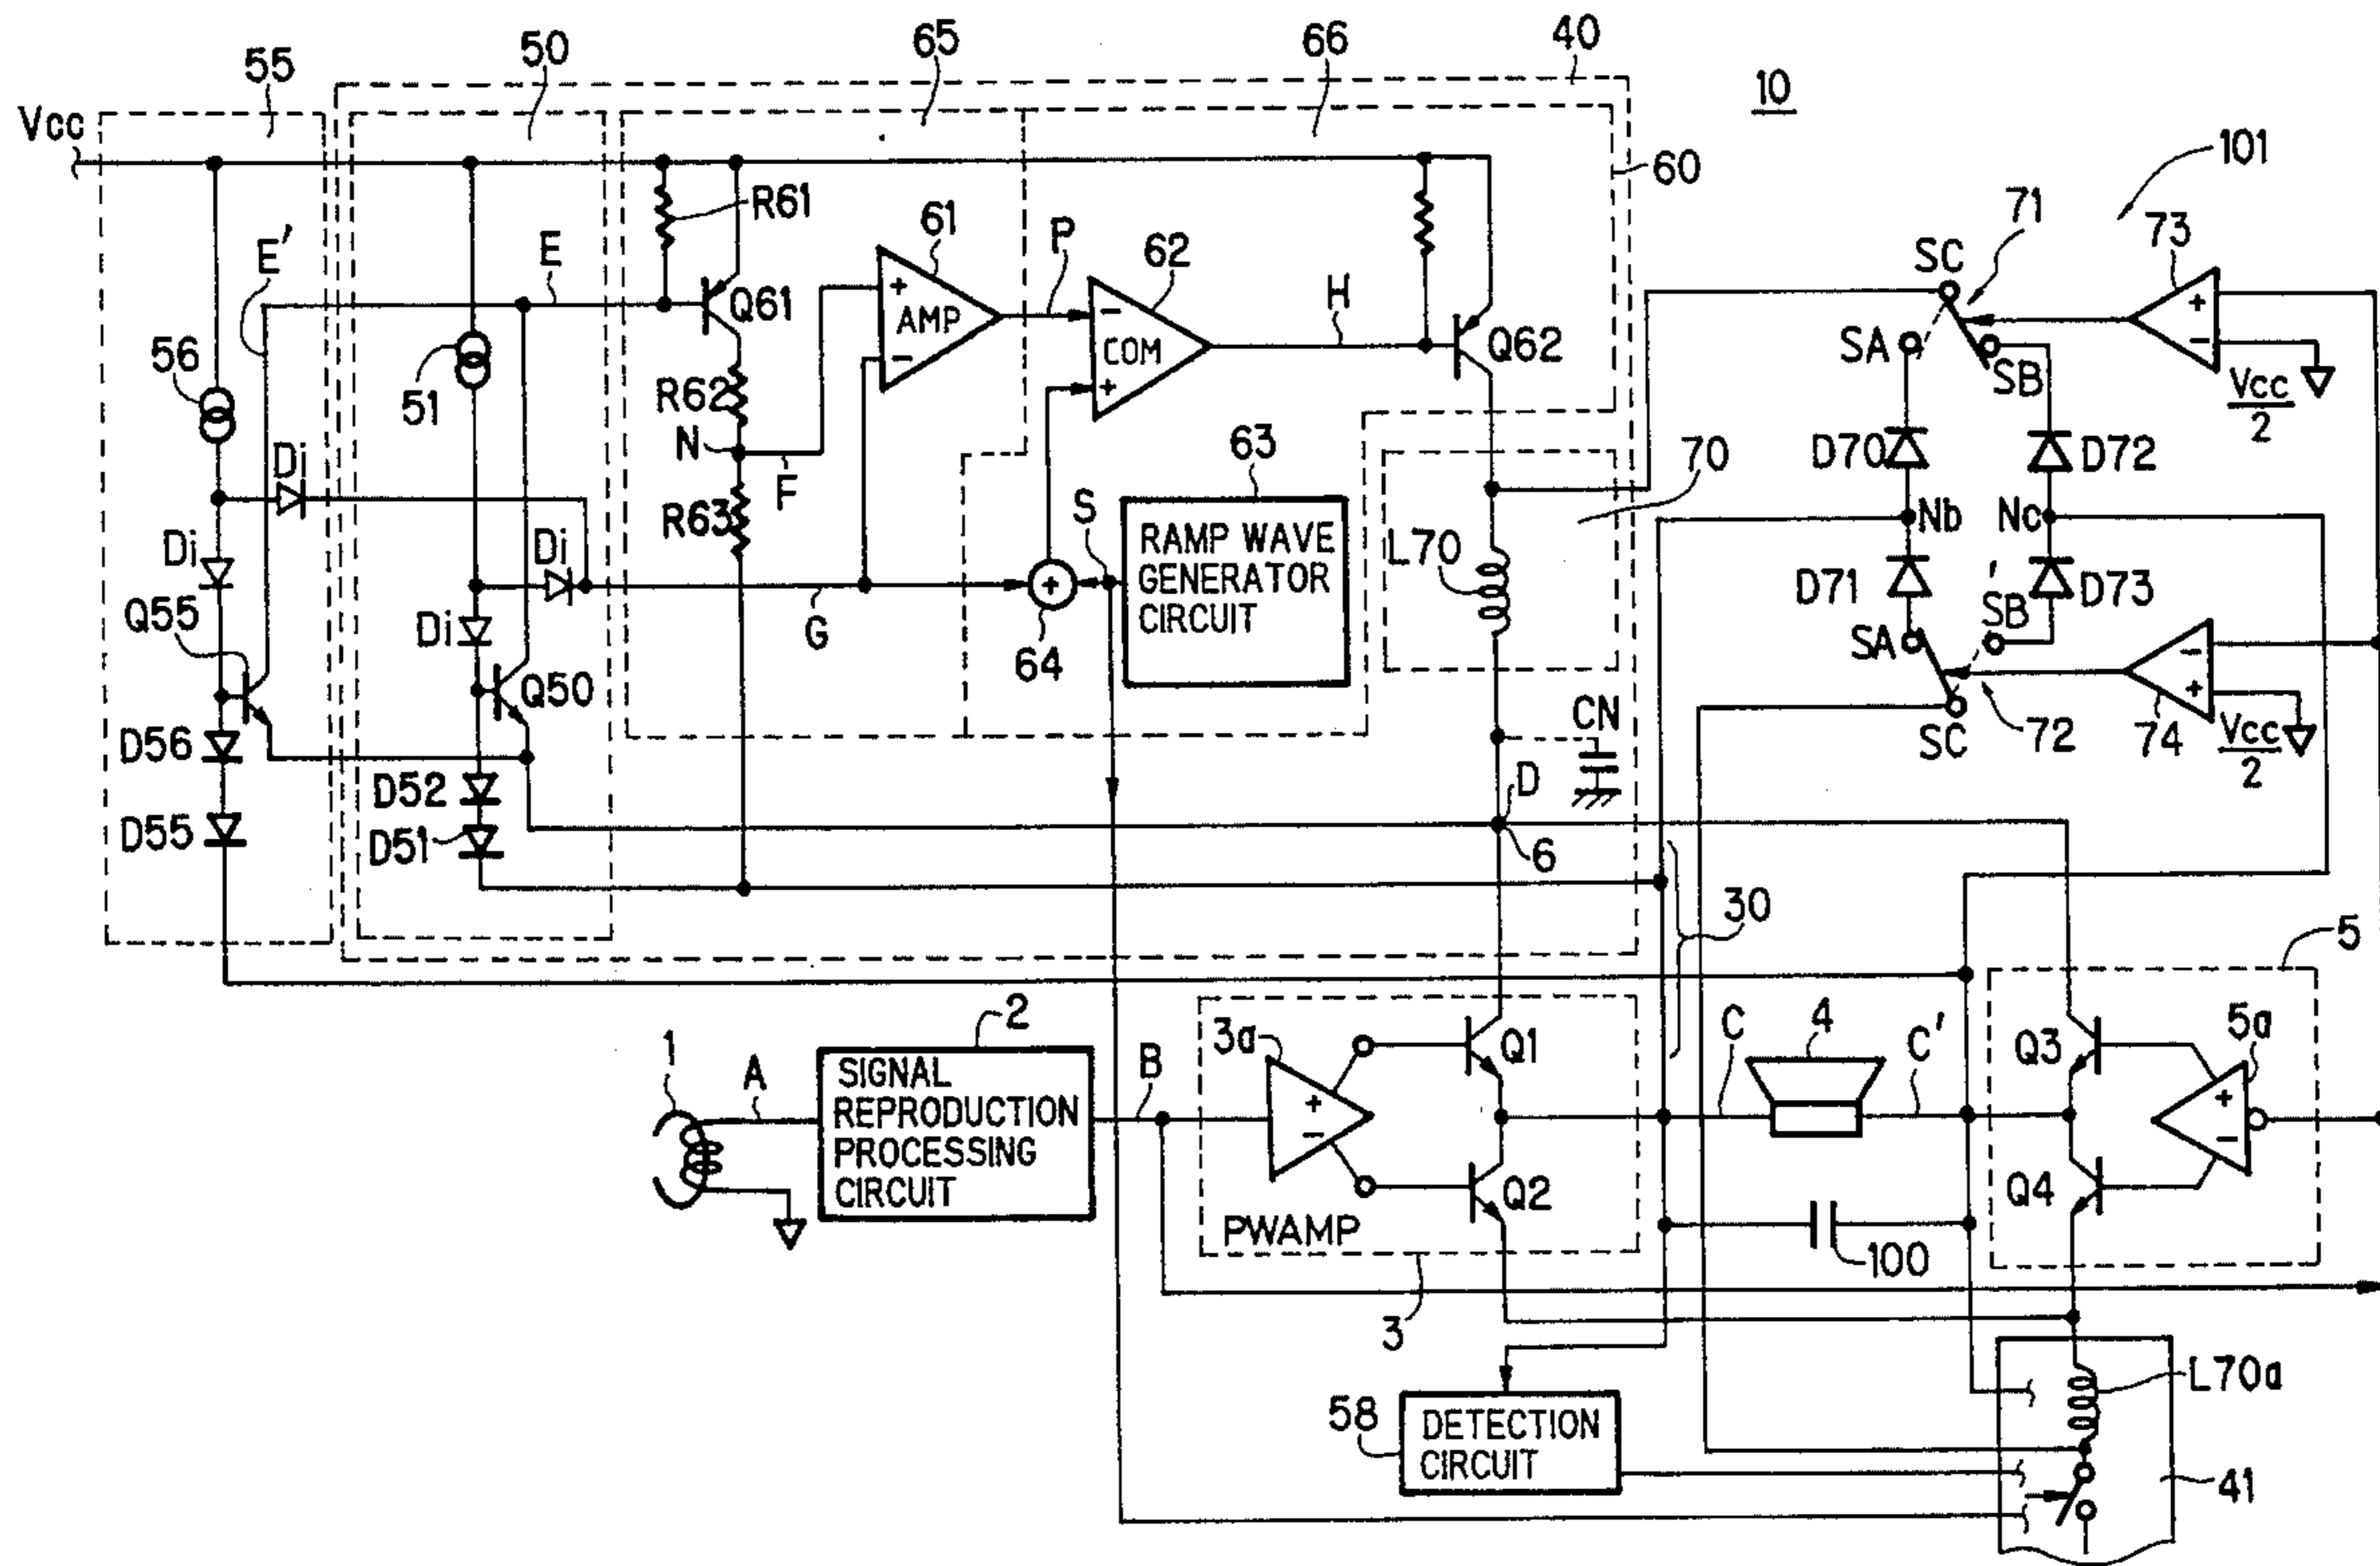 10
Vcc
55
50
65
66
40
60
101
71
73
SC
SA
SB
Vcc
2
E'
E
R61
Q61
61
+
AMP
-
P
62
-
COM
+
H
Q62
56
51
R62
N
F
R63
Di
Di
Di
Di
Q55
Q50
G
64
+
S
63
RAMP WAVE
GENERATOR
CIRCUIT
L70
70
CN
D
6
D70
D72
Nb
Nc
D71
D73
SA
SB'
SC
72
74
+
-
-
+
Vcc
2
D56
D55
D52
D51
30
5
1
A
2
SIGNAL
REPRODUCTION
PROCESSING
CIRCUIT
B
3a
+
-
Q1
Q2
PWAMP
3
C
4
C'
Q3
Q4
5a
+
-
100
58
DETECTION
CIRCUIT
L70a
41